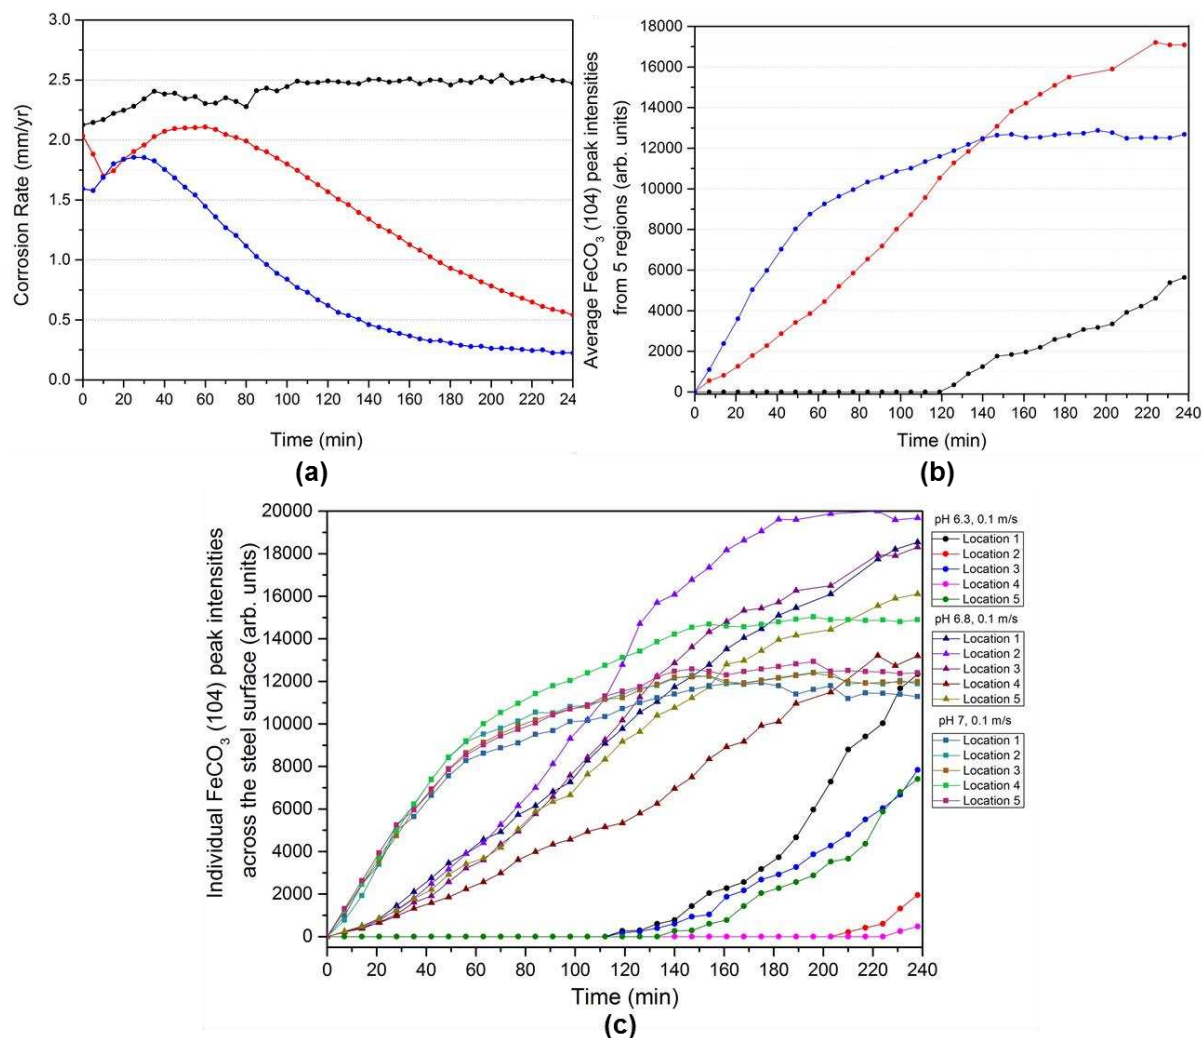 3.0
2.5
2.0
1.5
1.0
0.5
0.0
Corrosion Rate (mm/yr)
0 20 40 60 80 100 120 140 160 180 200 220 240
Time (min)
(a)
18000
16000
14000
12000
10000
8000
6000
4000
2000
0
Average FeCO3 (104) peak intensities
from 5 regions (arb. units)
0 20 40 60 80 100 120 140 160 180 200 220 240
Time (min)
(b)
20000
18000
16000
14000
12000
10000
8000
6000
4000
2000
0
Individual FeCO3 (104) peak intensities
across the steel surface (arb. units)
0 20 40 60 80 100 120 140 160 180 200 220 240
Time (min)
(c)
pH 6.3, 0.1 m/s
Location 1
Location 2
Location 3
Location 4
Location 5
pH 6.8, 0.1 m/s
Location 1
Location 2
Location 3
Location 4
Location 5
pH 7, 0.1 m/s
Location 1
Location 2
Location 3
Location 4
Location 5